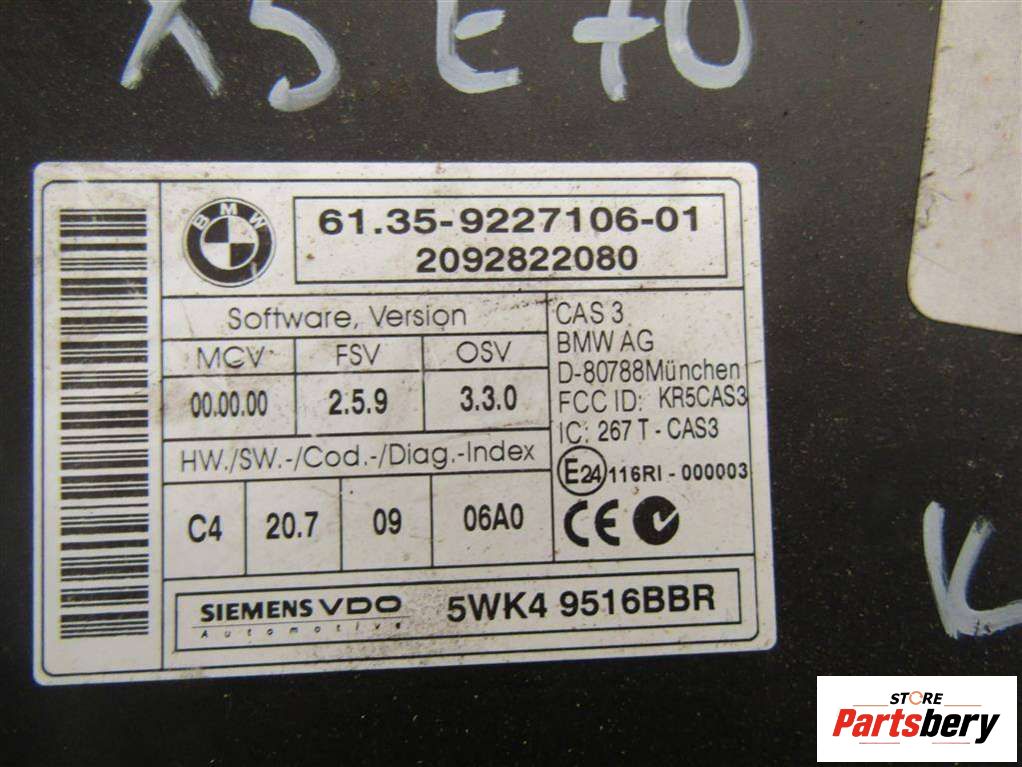 X5 E70
BMW
61.35-9227106-01
2092822080
Software, Version
MCV FSV OSV
00.00.00 2.5.9 3.3.0
HW./SW.-/Cod.-/Diag.-Index
C4 20.7 09 06A0
CAS 3
BMW AG
D-80788München
FCC ID: KR5CAS3
IC: 267 T - CAS3
E24 116RI - 000003
CE
SIEMENS VDO 5WK4 9516BBR
Automotive
STORE
Partsbery